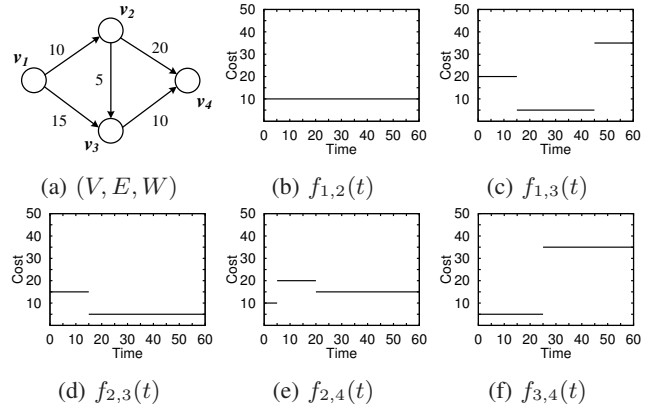 v₂
10
20
v₁
5
v₄
15
10
v₃
(a) (V, E, W)
50
40
30
20
10
Cost
0 10 20 30 40 50 60
Time
(b) f₁,₂(t)
50
40
30
20
10
Cost
0 10 20 30 40 50 60
Time
(c) f₁,₃(t)
50
40
30
20
10
Cost
0 10 20 30 40 50 60
Time
(d) f₂,₃(t)
50
40
30
20
10
Cost
0 10 20 30 40 50 60
Time
(e) f₂,₄(t)
50
40
30
20
10
Cost
0 10 20 30 40 50 60
Time
(f) f₃,₄(t)